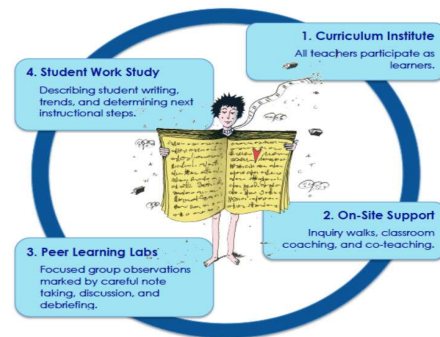 1. Curriculum Institute
All teachers participate as
learners.
2. On-Site Support
Inquiry walks, classroom
coaching, and co-teaching.
3. Peer Learning Labs
Focused group observations
marked by careful note
taking, discussion, and
debriefing.
4. Student Work Study
Describing student writing,
trends, and determining next
instructional steps.